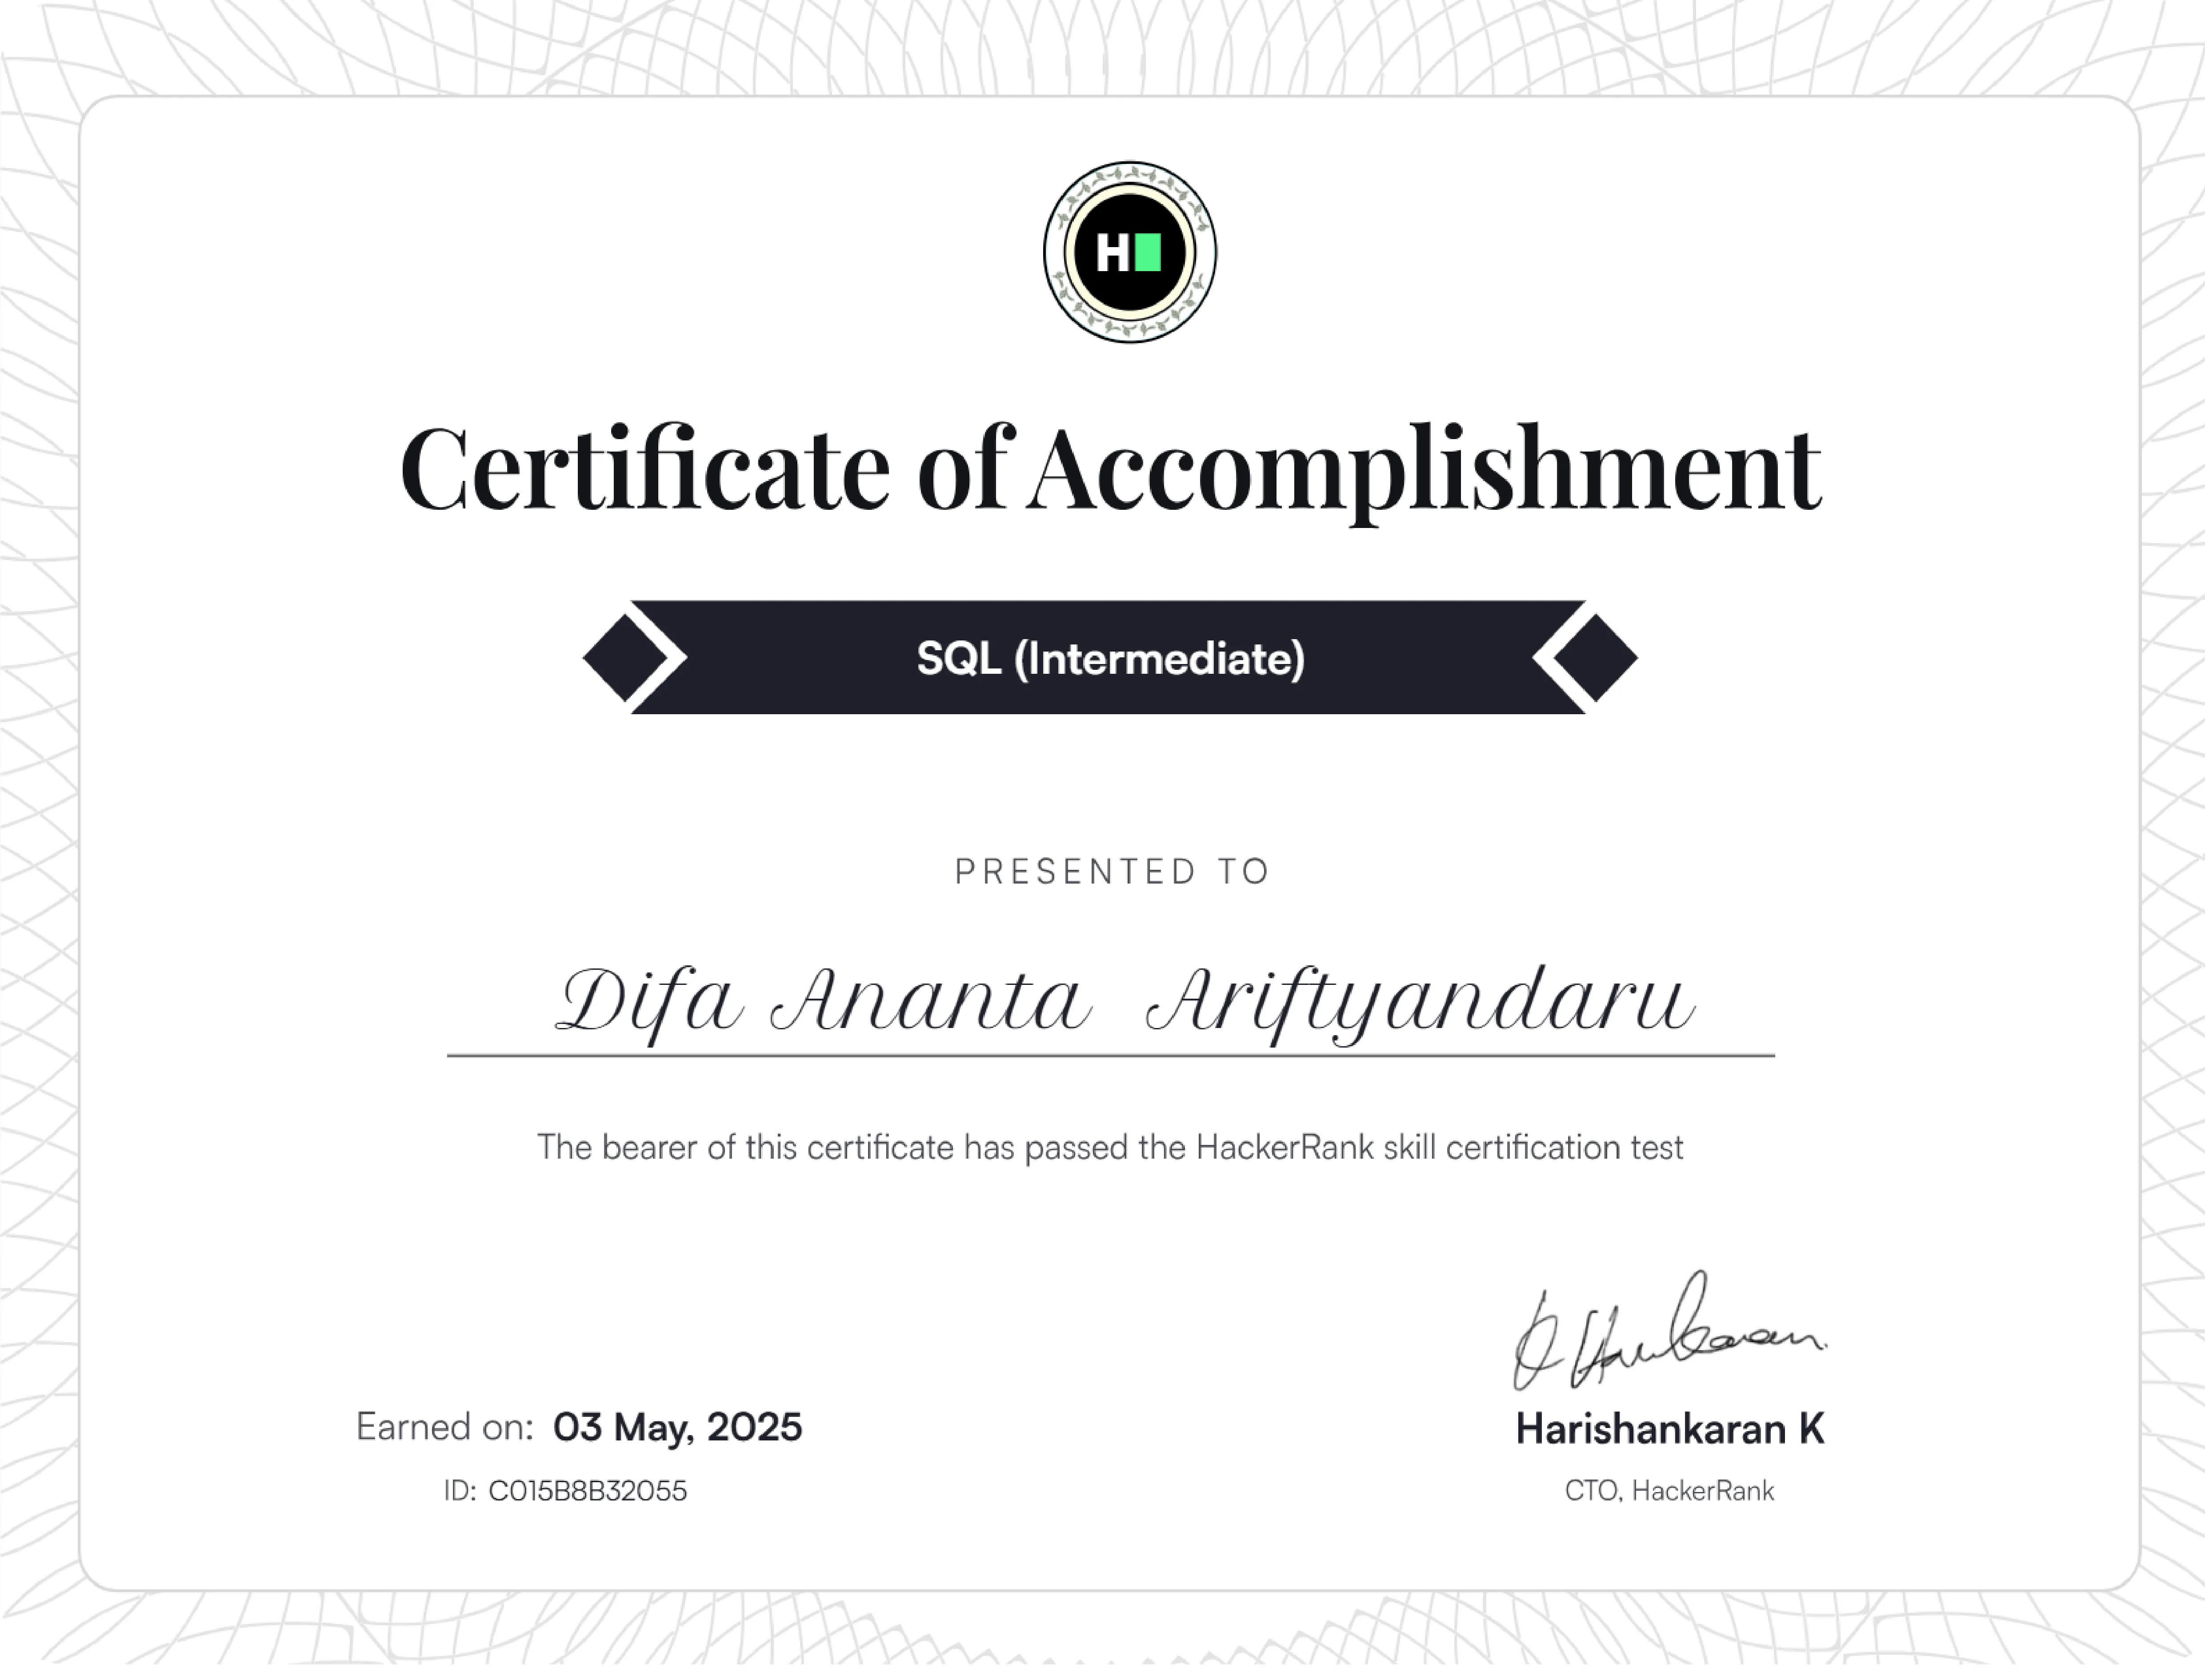 H
Certificate of Accomplishment
SQL (Intermediate)
PRESENTED TO
Difa Ananta Ariftyandaru
The bearer of this certificate has passed the HackerRank skill certification test
Earned on: 03 May, 2025
ID: C015B8B32055
Harishankaran K
CTO, HackerRank